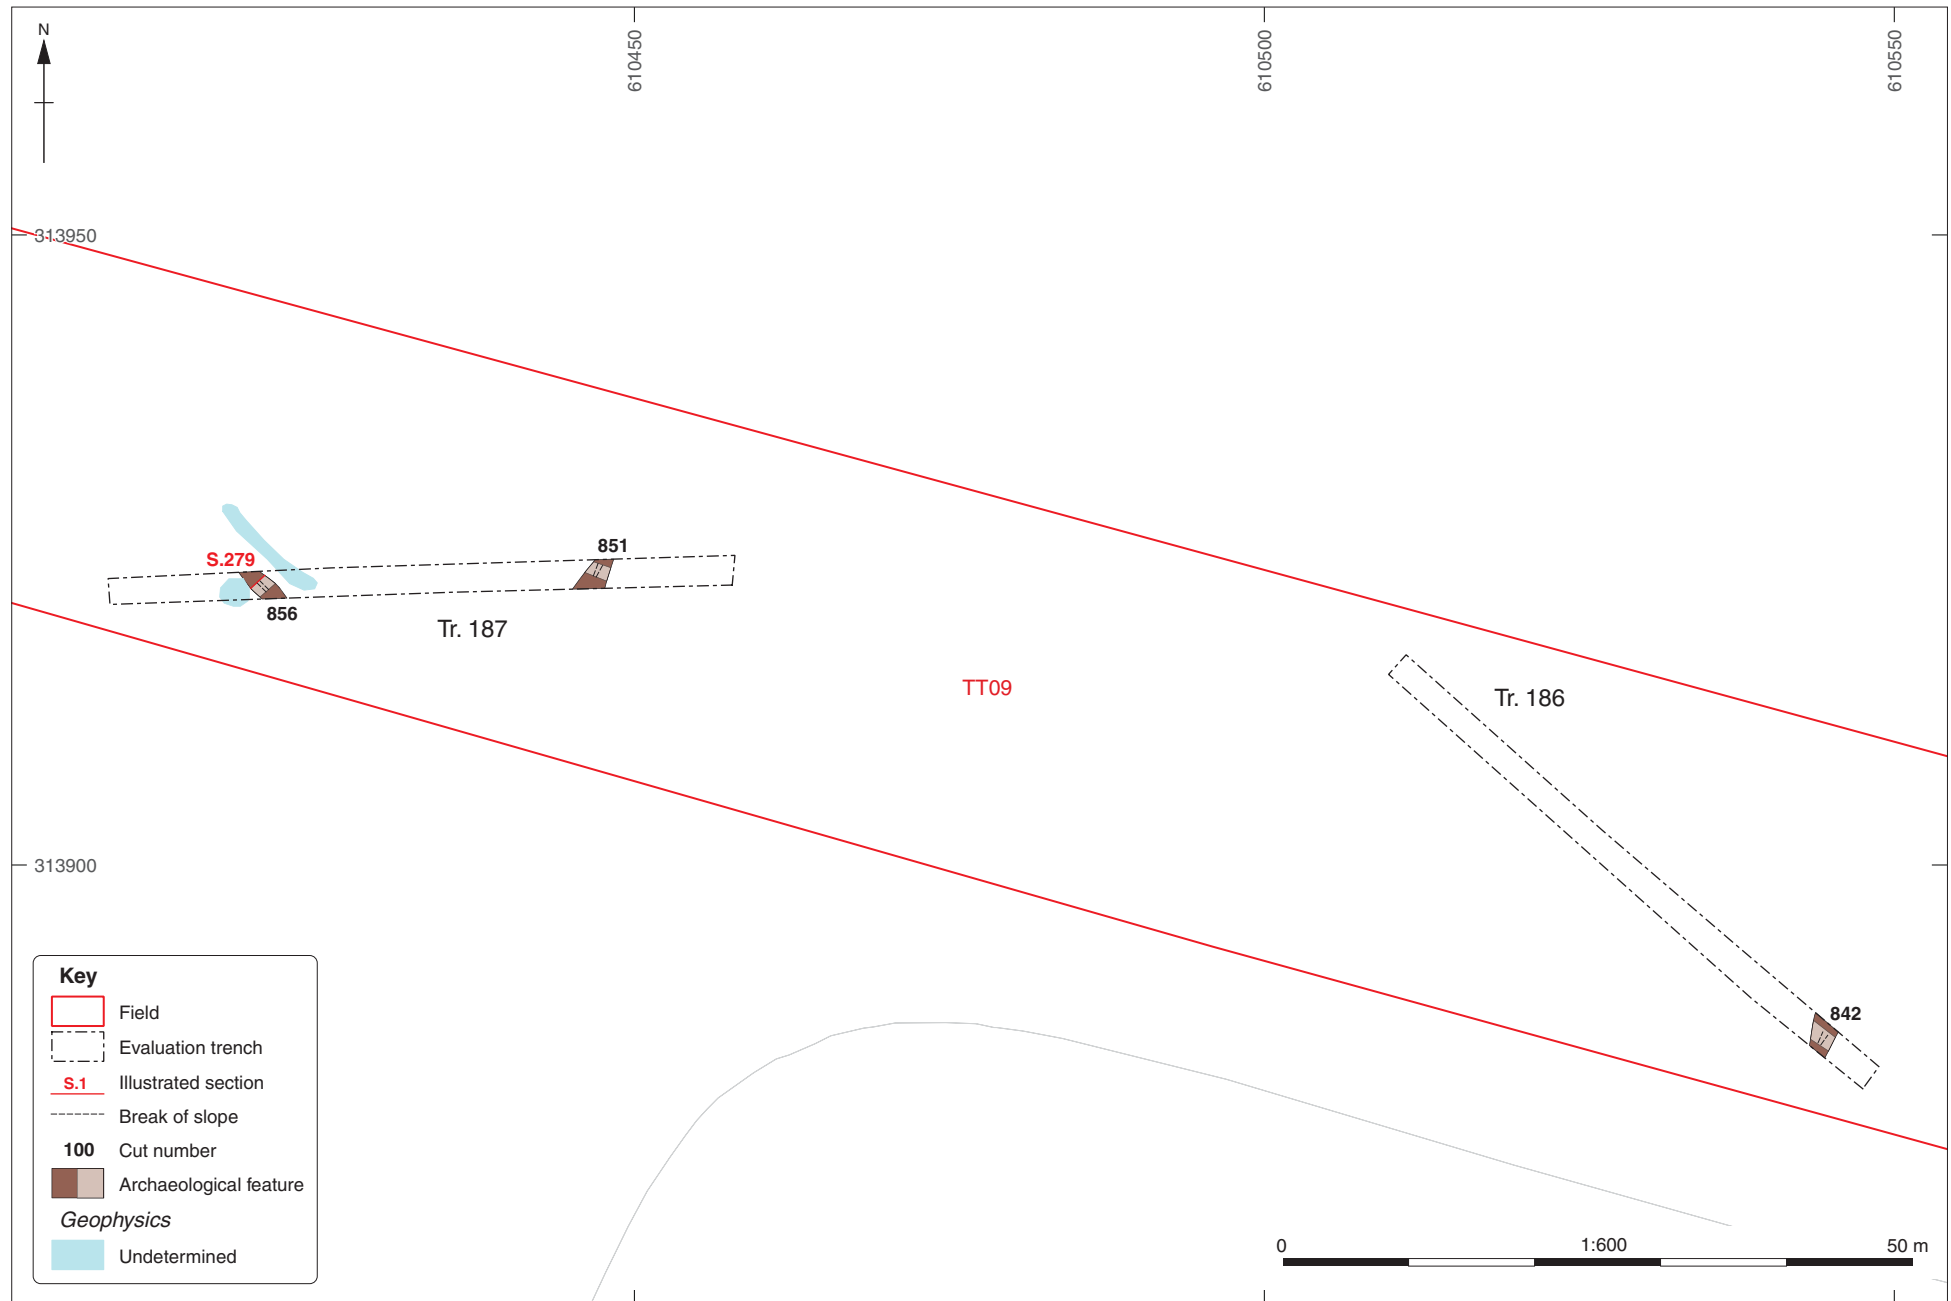 N
610450
610500
610550
313950
851
S.279
856
Tr. 187
TT09
Tr. 186
313900
842
Key
Field
Evaluation trench
S.1 Illustrated section
Break of slope
100 Cut number
Archaeological feature
Geophysics
Undetermined
0 1:600 50 m